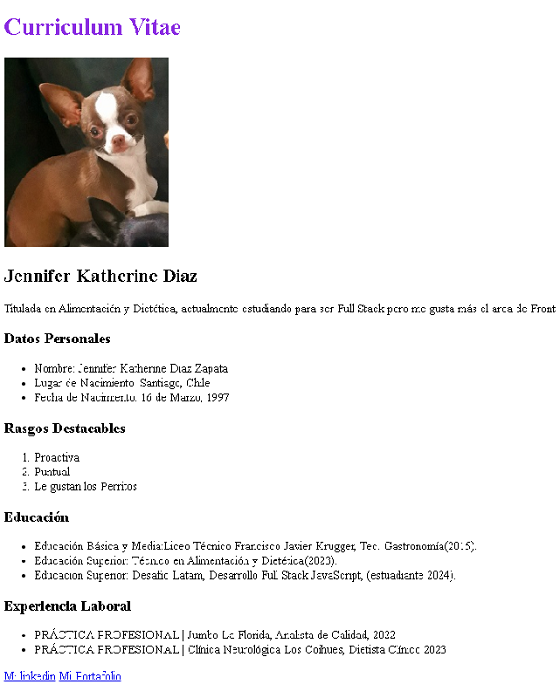 Curriculum Vitae
Jennifer Katherine Diaz
Titulada en Alimentación y Dietética, actualmente estudiando para ser Full Stack pero me gusta más el area de Front
Datos Personales
• Nombre: Jennifer Katherine Diaz Zapata
• Lugar de Nacimiento: Santiago, Chile
• Fecha de Nacimiento: 16 de Marzo, 1997
Rasgos Destacables
1. Proactiva
2. Puntual
3. Le gustan los Perritos
Educación
• Educación Básica y Media:Liceo Técnico Francisco Javier Krugger, Tec. Gastronomía(2015).
• Educación Superior: Técnico en Alimentación y Dietética(2023).
• Educación Superior: Desafio Latam, Desarrollo Full Stack JavaScript, (estuadiante 2024).
Experiencia Laboral
• PRÁCTICA PROFESIONAL | Jumbo La Florida, Analista de Calidad, 2022
• PRÁCTICA PROFESIONAL | Clínica Neurológica Los Coihues, Dietista Clínico 2023
Mi linkedin Mi Portafolio